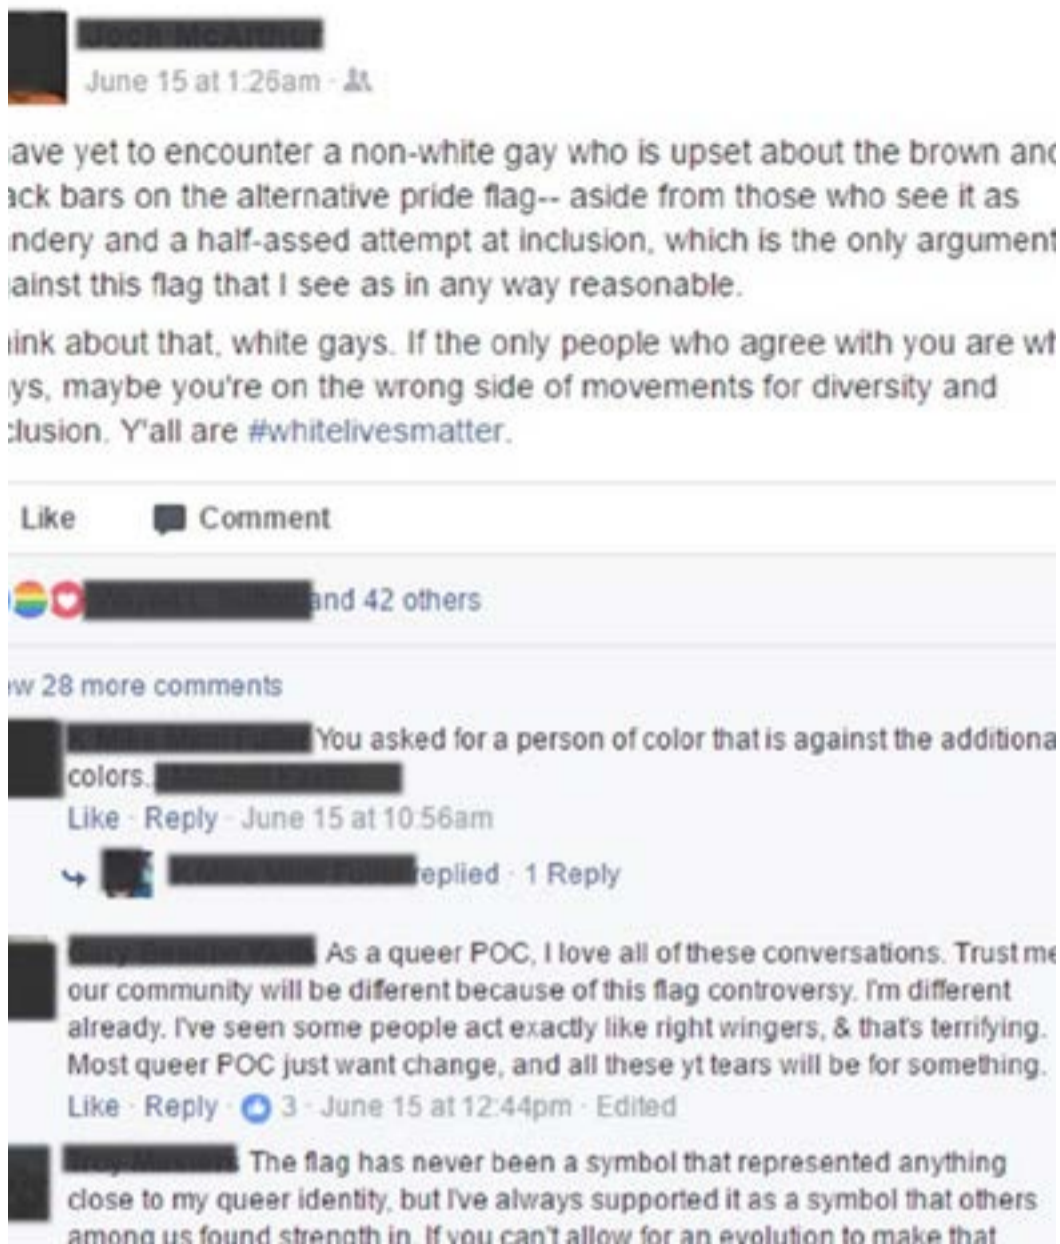 June 15 at 1:26am ·
ave yet to encounter a non-white gay who is upset about the brown and
ack bars on the alternative pride flag-- aside from those who see it as
ndery and a half-assed attempt at inclusion, which is the only argument
ainst this flag that I see as in any way reasonable.
ink about that, white gays. If the only people who agree with you are wh
ys, maybe you're on the wrong side of movements for diversity and
clusion. Y'all are #whitelivesmatter.
Like Comment
and 42 others
ew 28 more comments
You asked for a person of color that is against the additiona
colors..
Like · Reply · June 15 at 10:56am
replied · 1 Reply
As a queer POC, I love all of these conversations. Trust me
our community will be different because of this flag controversy. I'm different
already. I've seen some people act exactly like right wingers, & that's terrifying.
Most queer POC just want change, and all these yt tears will be for something.
Like · Reply · 3 · June 15 at 12:44pm · Edited
The flag has never been a symbol that represented anything
close to my queer identity, but I've always supported it as a symbol that others
among us found strength in. If you can't allow for an evolution to make that